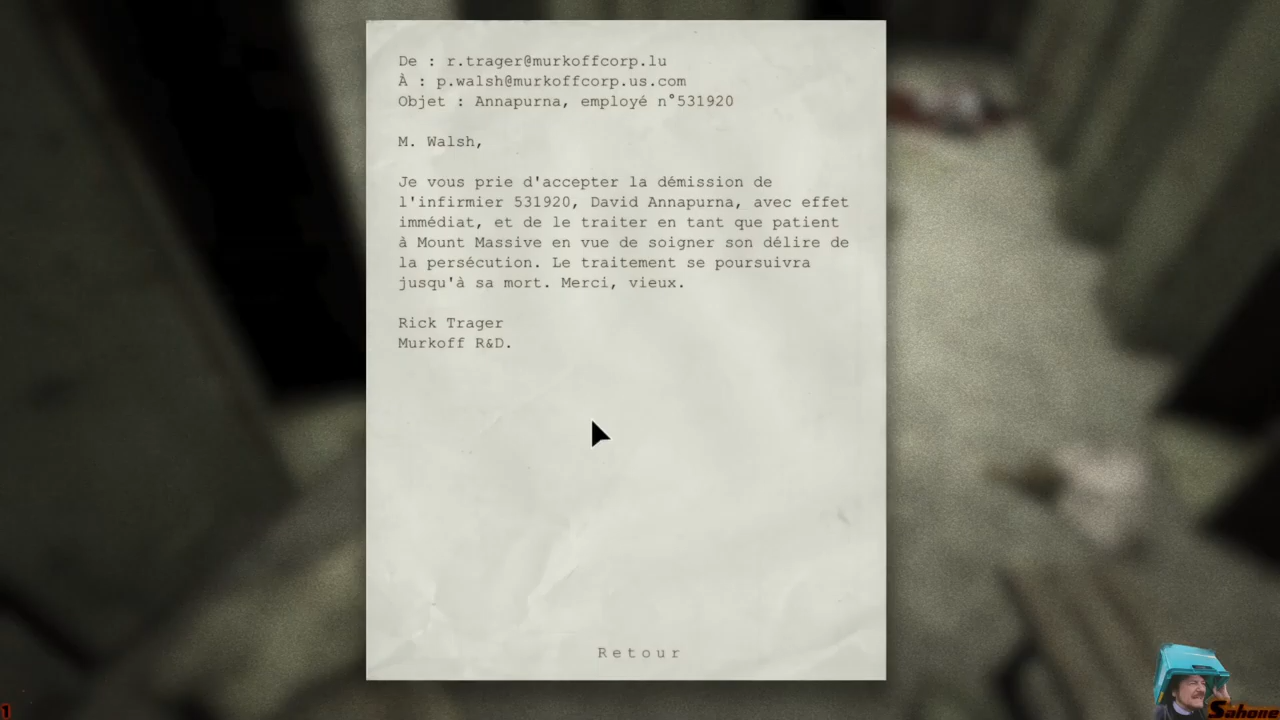 De : r.trager@murkoffcorp.lu
À : p.walsh@murkoffcorp.us.com
Objet : Annapurna, employé n°531920
M. Walsh,
Je vous prie d'accepter la démission de
l'infirmier 531920, David Annapurna, avec effet
immédiat, et de le traiter en tant que patient
à Mount Massive en vue de soigner son délire de
la persécution. Le traitement se poursuivra
jusqu'à sa mort. Merci, vieux.
Rick Trager
Murkoff R&D.
Retour
1
Sahone